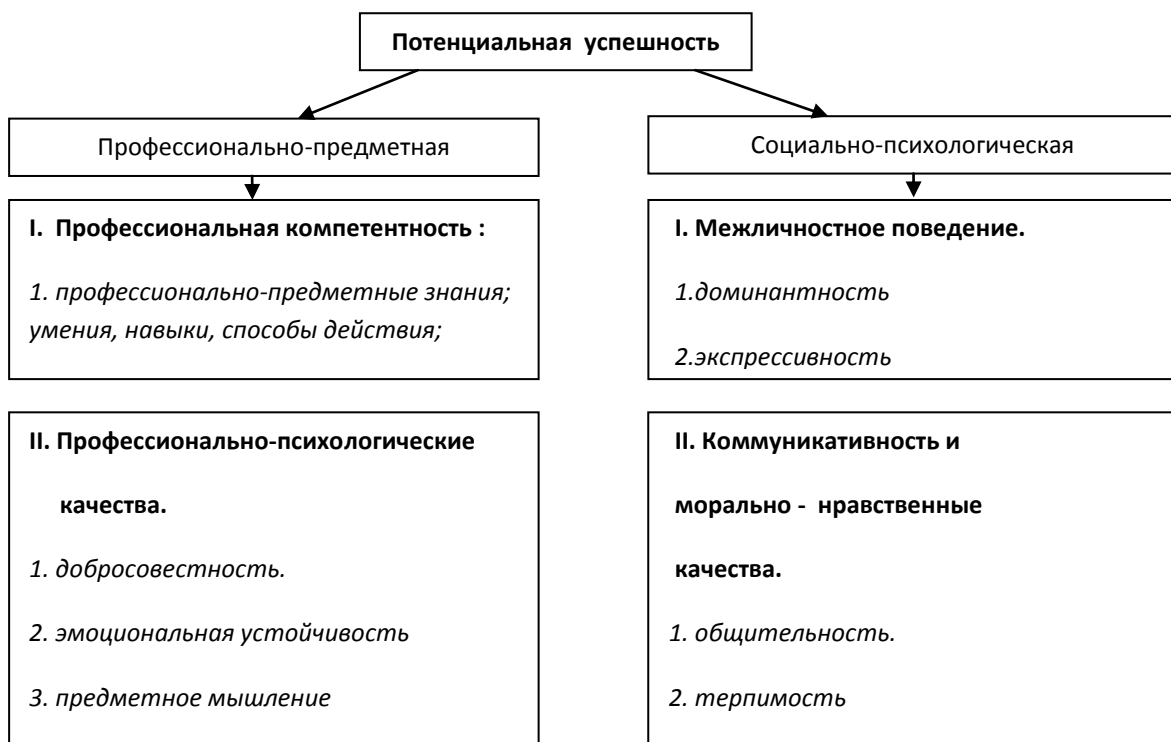 Потенциальная успешность
Профессионально-предметная
Социально-психологическая
I. Профессиональная компетентность :
1. профессионально-предметные знания;
умения, навыки, способы действия;
I. Межличностное поведение.
1.доминантность
2.экспрессивность
II. Профессионально-психологические
качества.
1. добросовестность.
2. эмоциональная устойчивость
3. предметное мышление
II. Коммуникативность и
морально - нравственные
качества.
1. общительность.
2. терпимость